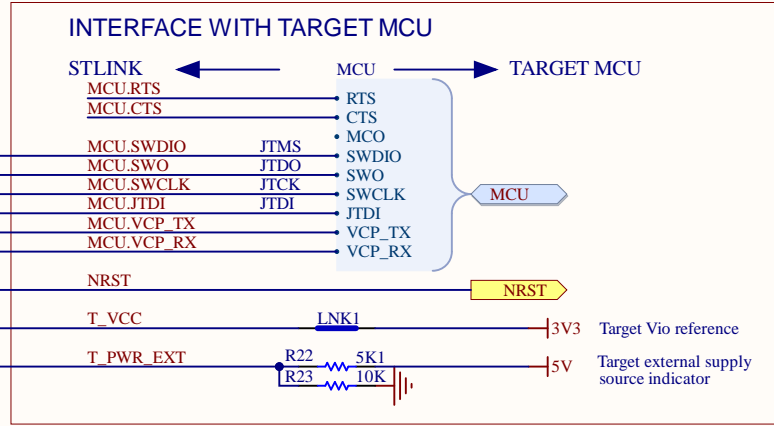 INTERFACE WITH TARGET MCU
STLINK MCU TARGET MCU
MCU.RTS RTS
MCU.CTS CTS
MCO
MCU.SWDIO JTMS SWDIO
MCU.SWO JTDO SWO
MCU.SWCLK JTCK SWCLK MCU
MCU.JTDI JTDI JTDI
MCU.VCP_TX VCP_TX
MCU.VCP_RX VCP_RX
NRST NRST
T_VCC LNK1 3V3 Target Vio reference
T_PWR_EXT R22 5K1 5V Target external supply
R23 10K source indicator